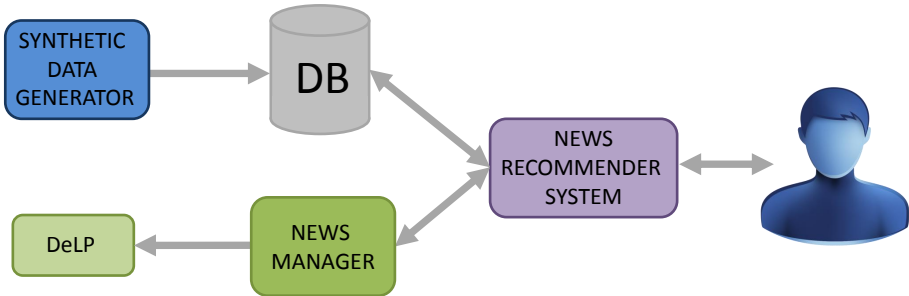 SYNTHETIC
DATA
GENERATOR
DB
NEWS
RECOMMENDER
SYSTEM
DeLP
NEWS
MANAGER